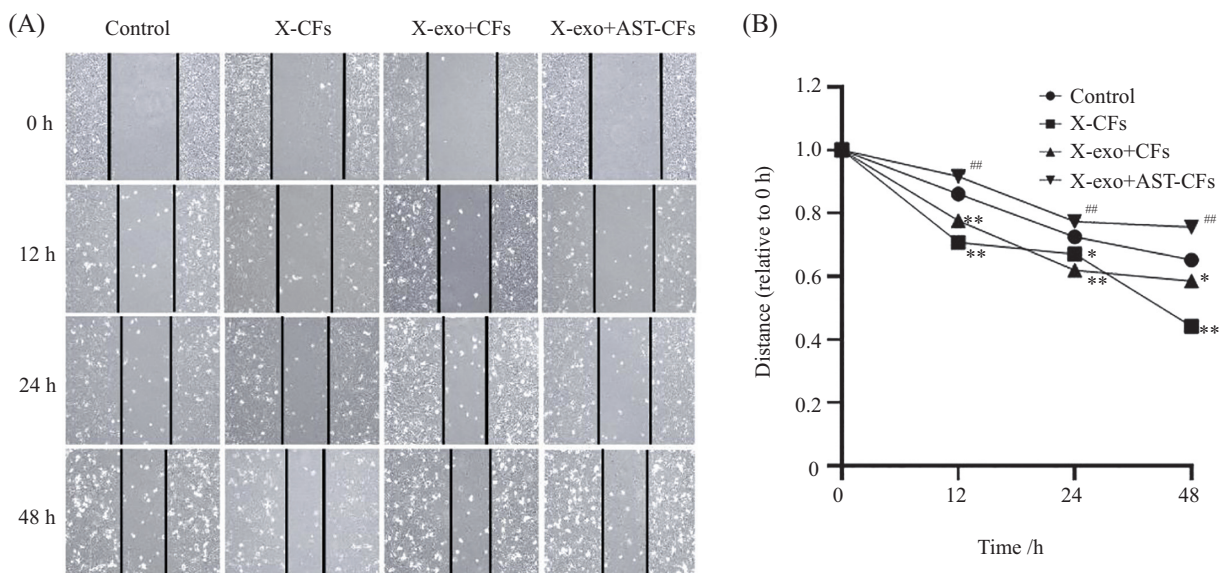 (A)
Control X-CFs X-exo+CFs X-exo+AST-CFs
0 h
12 h
24 h
48 h
(B)
1.2
1.0
0.8
0.6
0.4
0.2
0
0 12 24 48
Time /h
Distance (relative to 0 h)
Control
X-CFs
X-exo+CFs
X-exo+AST-CFs
##
**
**
##
*
**
##
*
**